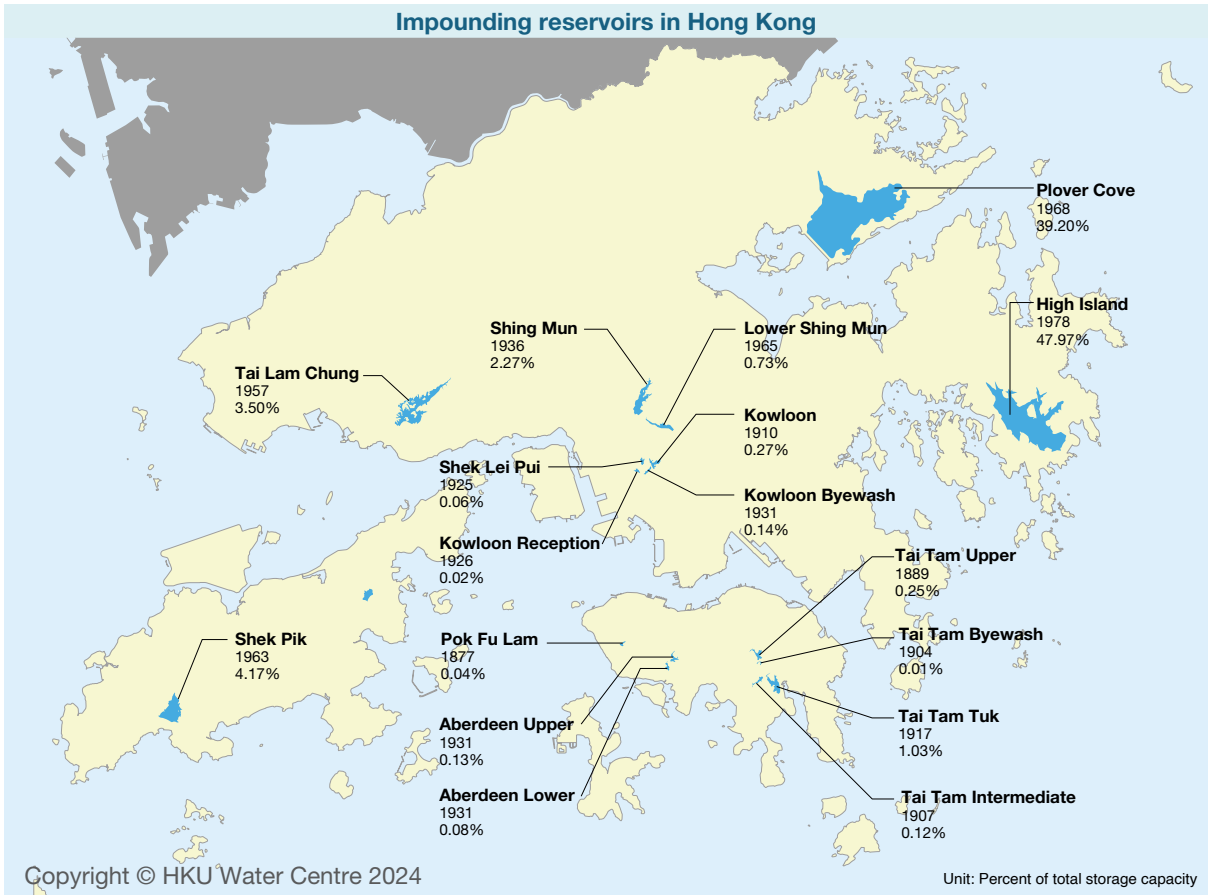 Impounding reservoirs in Hong Kong
Plover Cove
1968
39.20%
High Island
1978
47.97%
Shing Mun
1936
2.27%
Lower Shing Mun
1965
0.73%
Tai Lam Chung
1957
3.50%
Kowloon
1910
0.27%
Shek Lei Pui
1925
0.06%
Kowloon Byewash
1931
0.14%
Kowloon Reception
1926
0.02%
Tai Tam Upper
1889
0.25%
Shek Pik
1963
4.17%
Pok Fu Lam
1877
0.04%
Tai Tam Byewash
1904
0.01%
Aberdeen Upper
1931
0.13%
Tai Tam Tuk
1917
1.03%
Aberdeen Lower
1931
0.08%
Tai Tam Intermediate
1907
0.12%
Copyright © HKU Water Centre 2024
Unit: Percent of total storage capacity